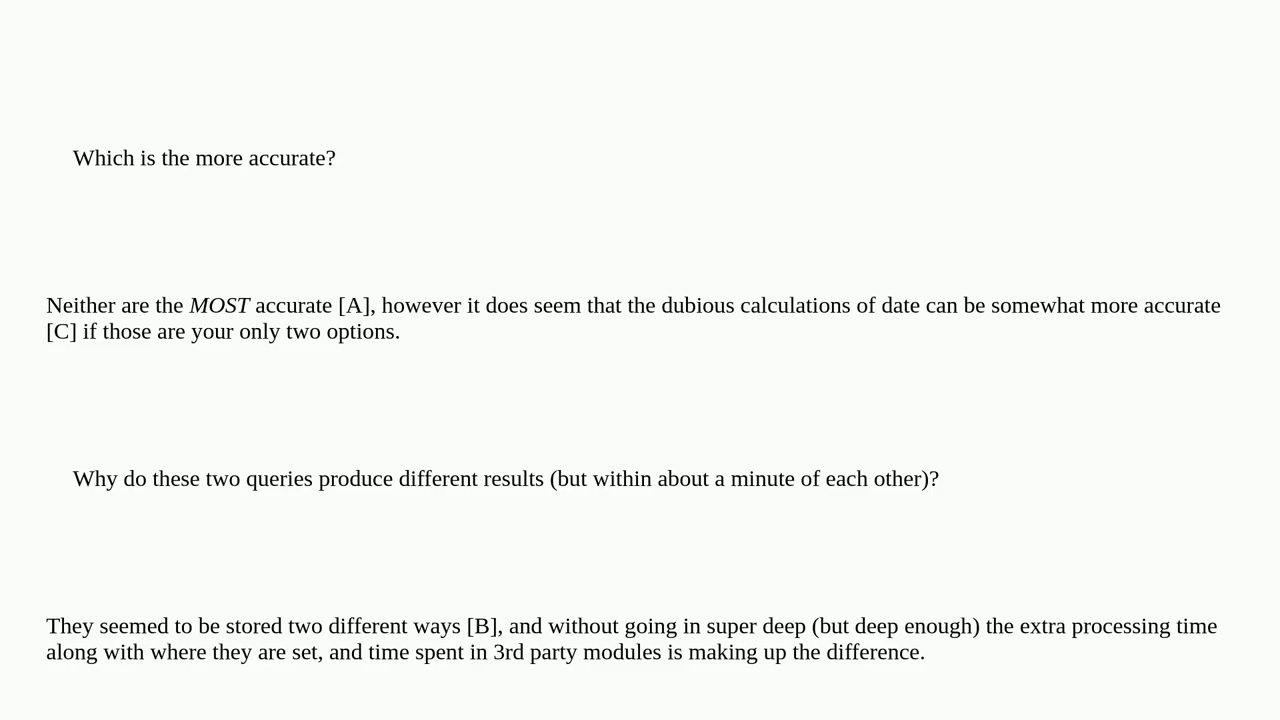 Which is the more accurate?
Neither are the MOST accurate [A], however it does seem that the dubious calculations of date can be somewhat more accurate
[C] if those are your only two options.
Why do these two queries produce different results (but within about a minute of each other)?
They seemed to be stored two different ways [B], and without going in super deep (but deep enough) the extra processing time
along with where they are set, and time spent in 3rd party modules is making up the difference.